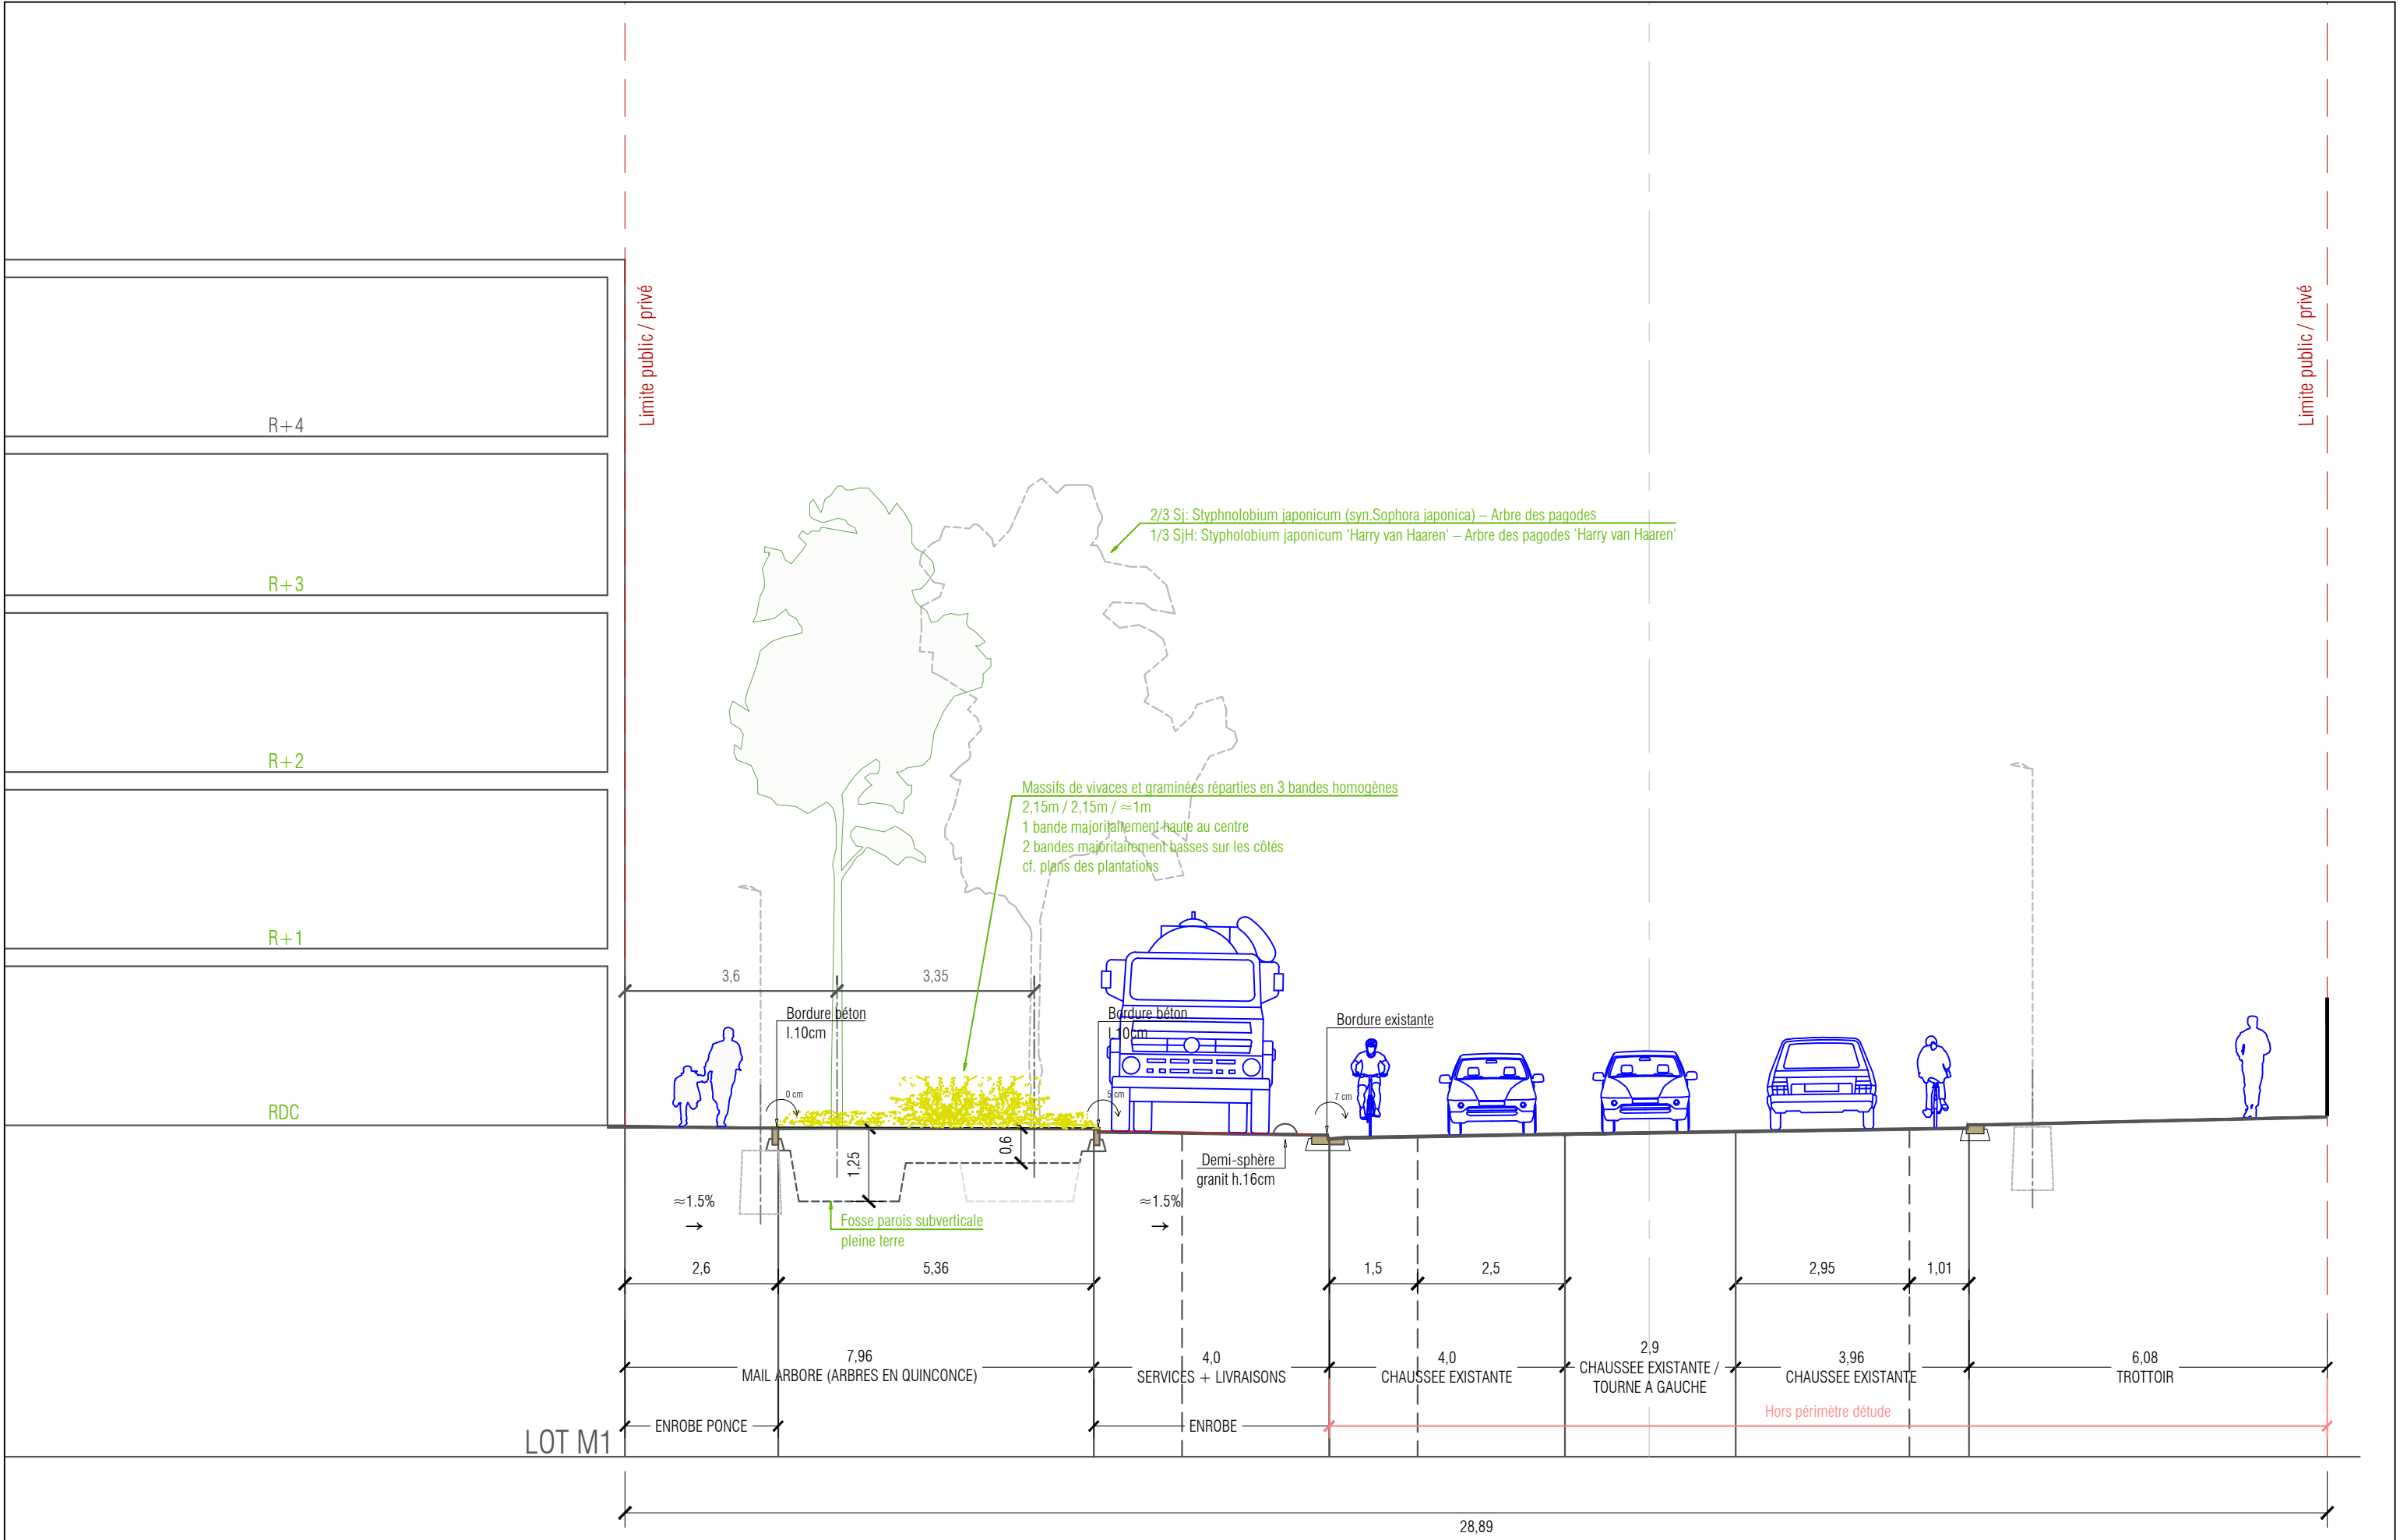 Limite public / privé
Limite public / privé
R+4
2/3 Sj: Styphnolobium japonicum (syn.Sophora japonica) – Arbre des pagodes
1/3 SjH: Stypholobium japonicum 'Harry van Haaren' – Arbre des pagodes 'Harry van Haaren'
R+3
R+2
Massifs de vivaces et graminées réparties en 3 bandes homogènes
2,15m / 2,15m / ≈1m
1 bande majoritairement haute au centre
2 bandes majoritairement basses sur les côtés
cf. plans des plantations
R+1
3,6
3,35
Bordure béton
l.10cm
Bordure béton
l.10cm
Bordure existante
0 cm
5 cm
7 cm
RDC
1,25
0,6
Demi-sphère
granit h.16cm
≈1.5%
→
≈1.5%
→
Fosse parois subverticale
pleine terre
2,6
5,36
1,5
2,5
2,95
1,01
7,96
MAIL ARBORE (ARBRES EN QUINCONCE)
4,0
SERVICES + LIVRAISONS
4,0
CHAUSSEE EXISTANTE
2,9
CHAUSSEE EXISTANTE /
TOURNE A GAUCHE
3,96
CHAUSSEE EXISTANTE
6,08
TROTTOIR
Hors périmètre détude
ENROBE PONCE
ENROBE
LOT M1
28,89